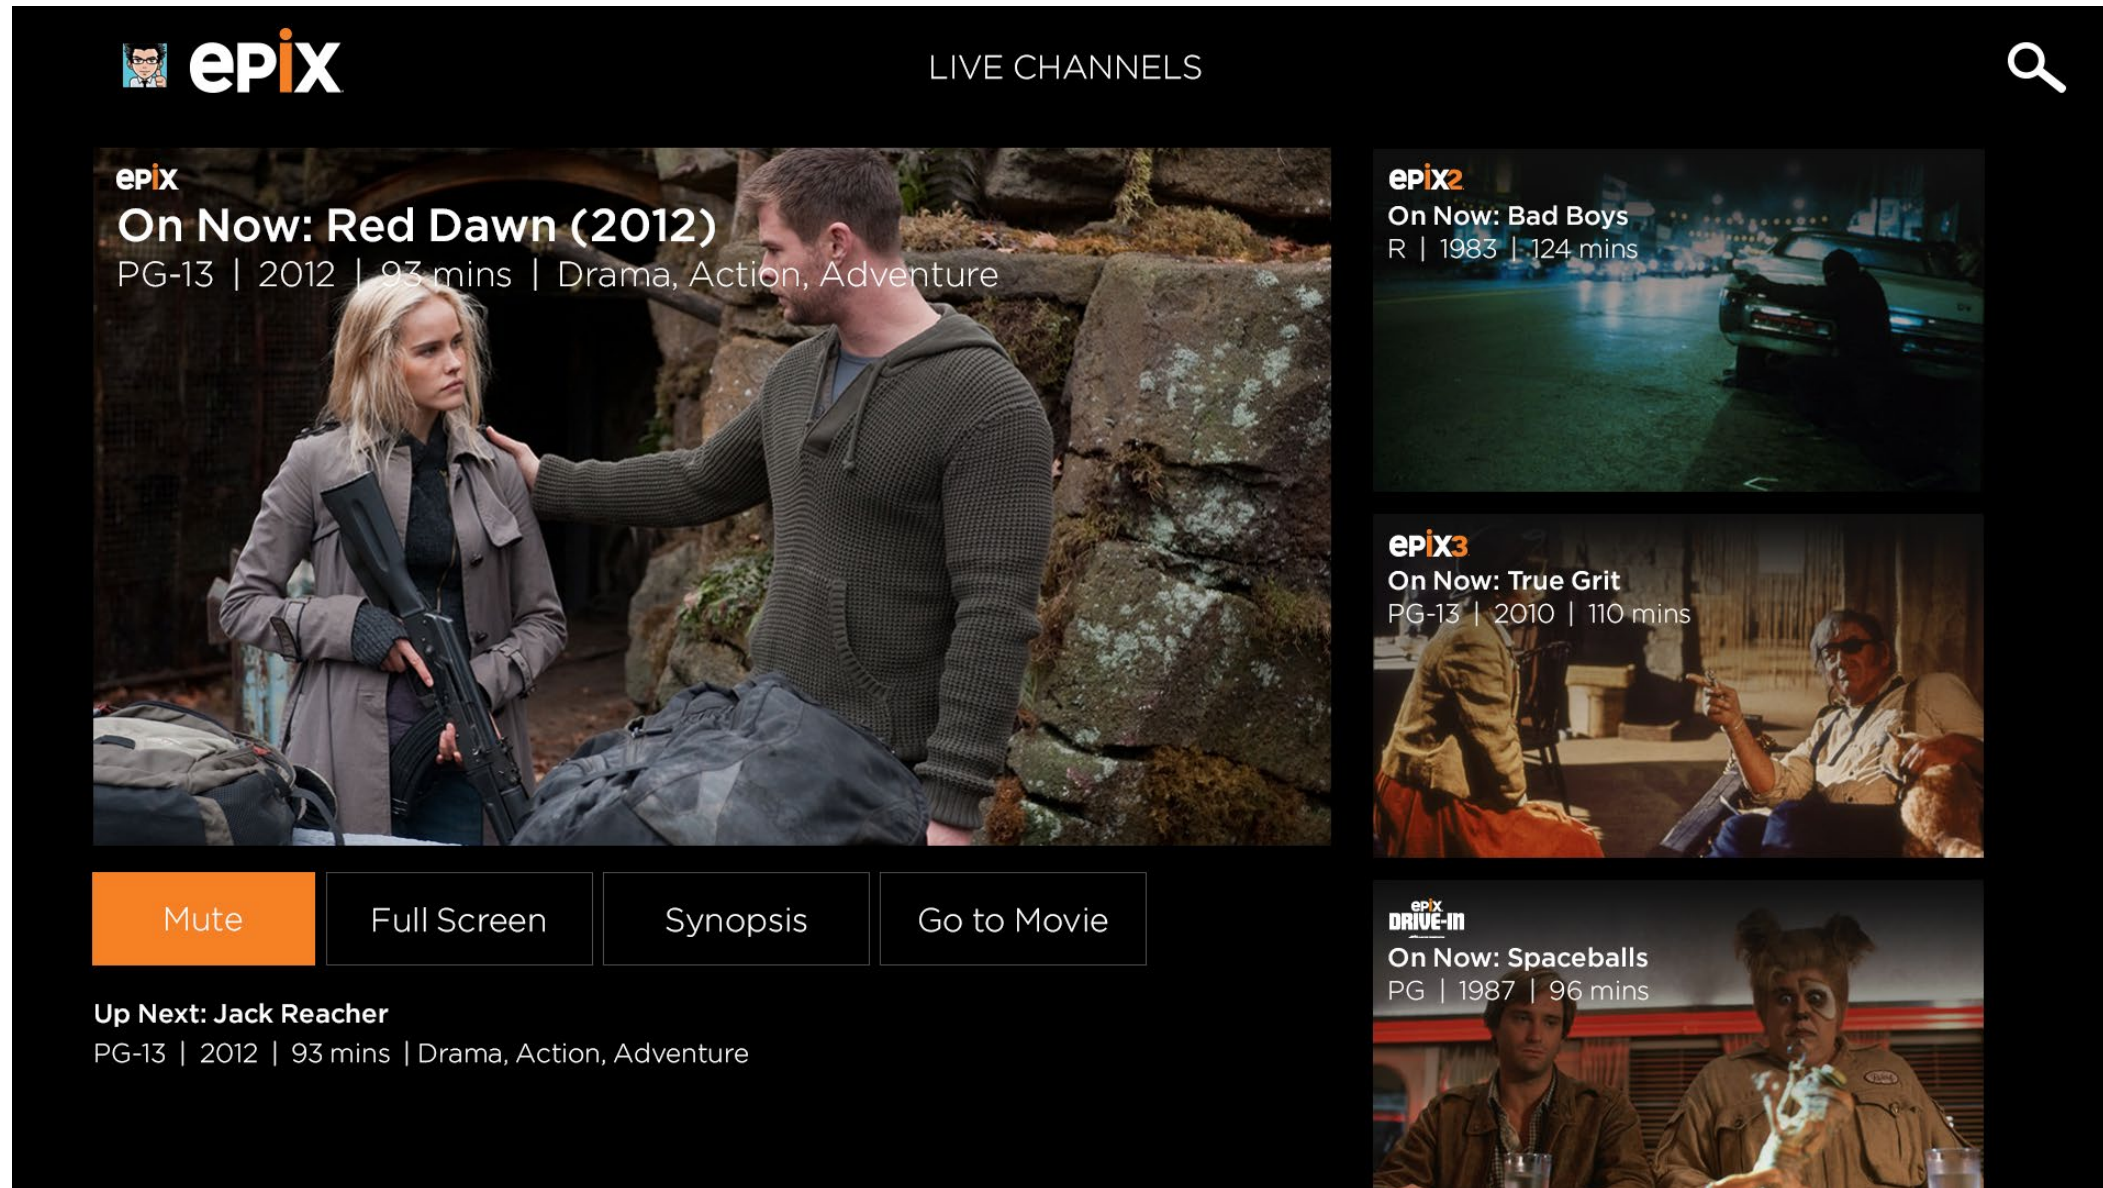 epix
LIVE CHANNELS
epix
On Now: Red Dawn (2012)
PG-13 | 2012 | 93 mins | Drama, Action, Adventure
Mute
Full Screen
Synopsis
Go to Movie
Up Next: Jack Reacher
PG-13 | 2012 | 93 mins | Drama, Action, Adventure
epix2
On Now: Bad Boys
R | 1983 | 124 mins
epix3
On Now: True Grit
PG-13 | 2010 | 110 mins
epix
DRIVE-IN
On Now: Spaceballs
PG | 1987 | 96 mins